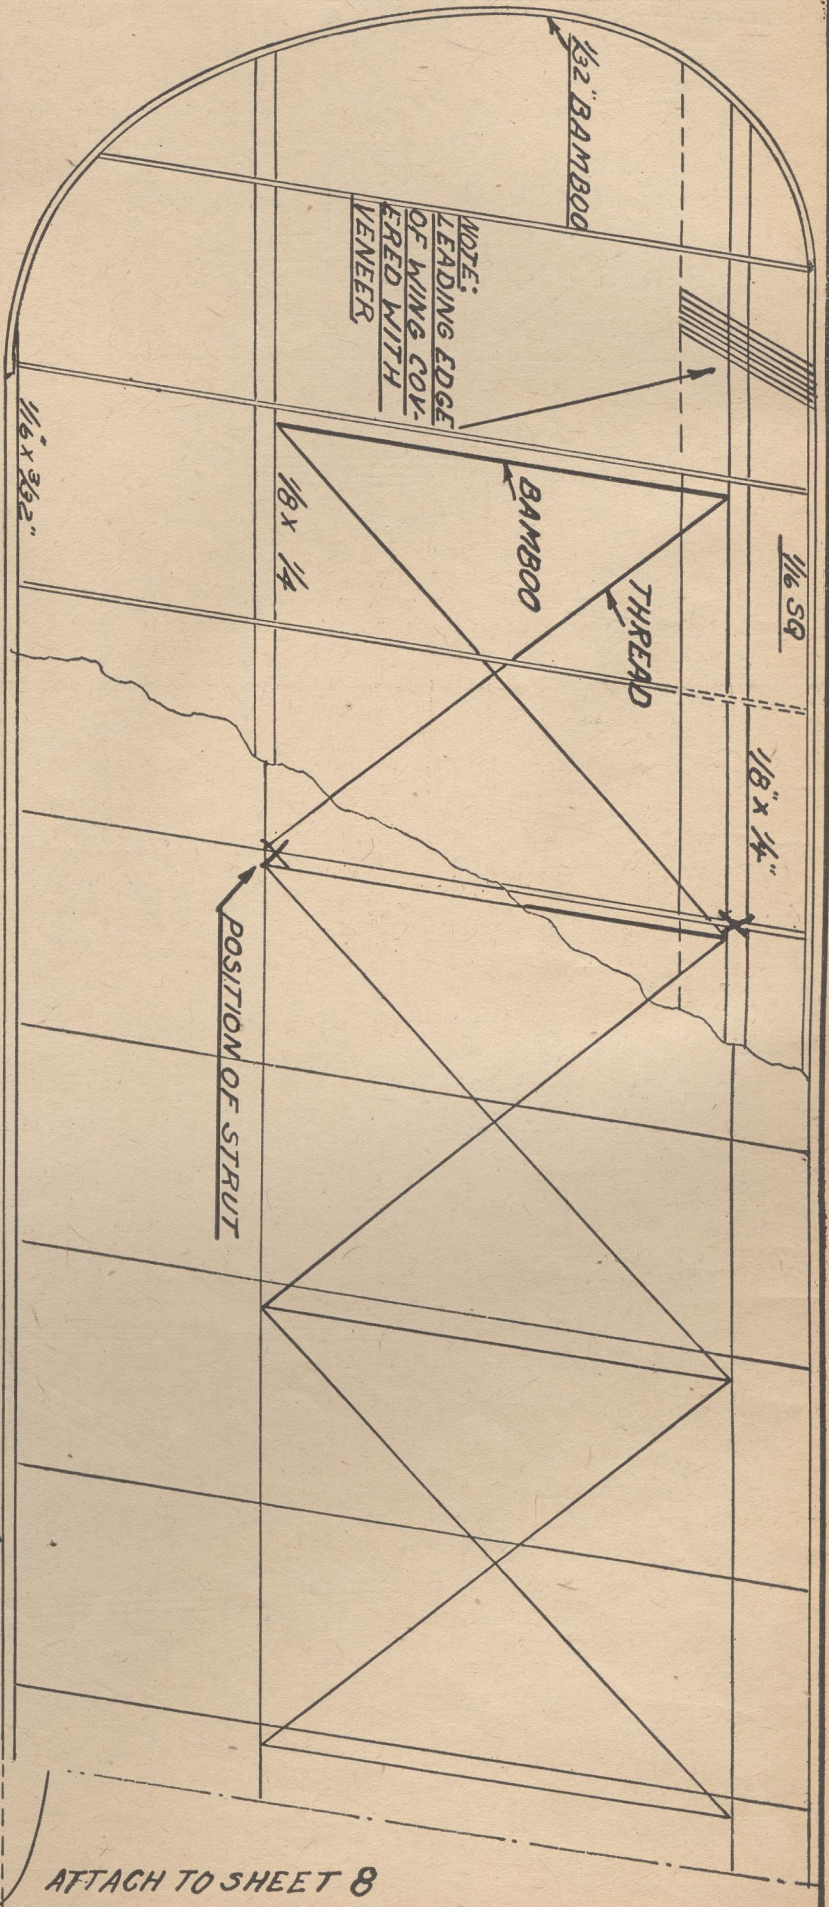 1/32" BAMBOO
NOTE:
LEADING EDGE
OF WING COV-
ERED WITH
VENEER
BAMBOO
THREAD
1/16 SQ
1/8" x 1/4"
1/8 x 1/4
1/16" x 3/32"
POSITION OF STRUT
ATTACH TO SHEET 8